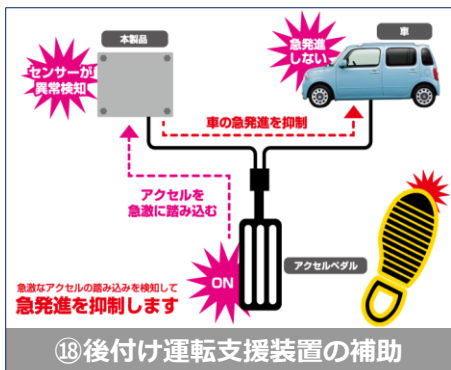 本製品
車
センサーが
異常検知
急発進
しない
車の急発進を抑制
アクセルを
急激に踏み込む
ON
アクセルペダル
急激なアクセルの踏み込みを検知して
急発進を抑制します
⑱後付け運転支援装置の補助